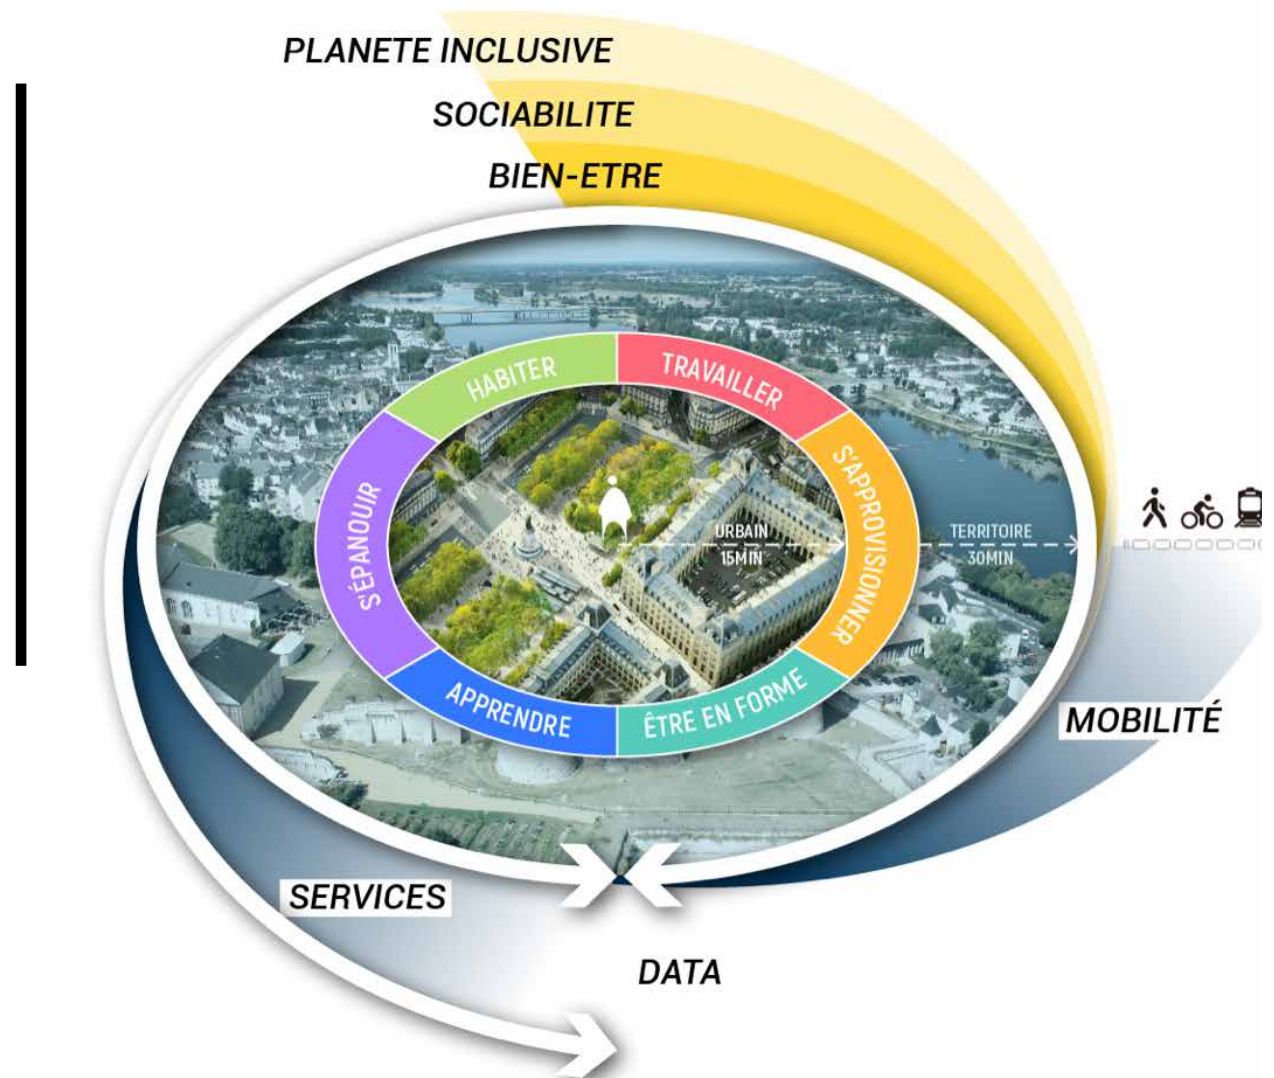 PLANETE INCLUSIVE
SOCIABILITE
BIEN-ETRE
HABITER
TRAVAILLER
S'APPROVISIONNER
S'ÉPANOUIR
URBAIN
15MIN
TERRITOIRE
30MIN
APPRENDRE
ÊTRE EN FORME
MOBILITÉ
SERVICES
DATA